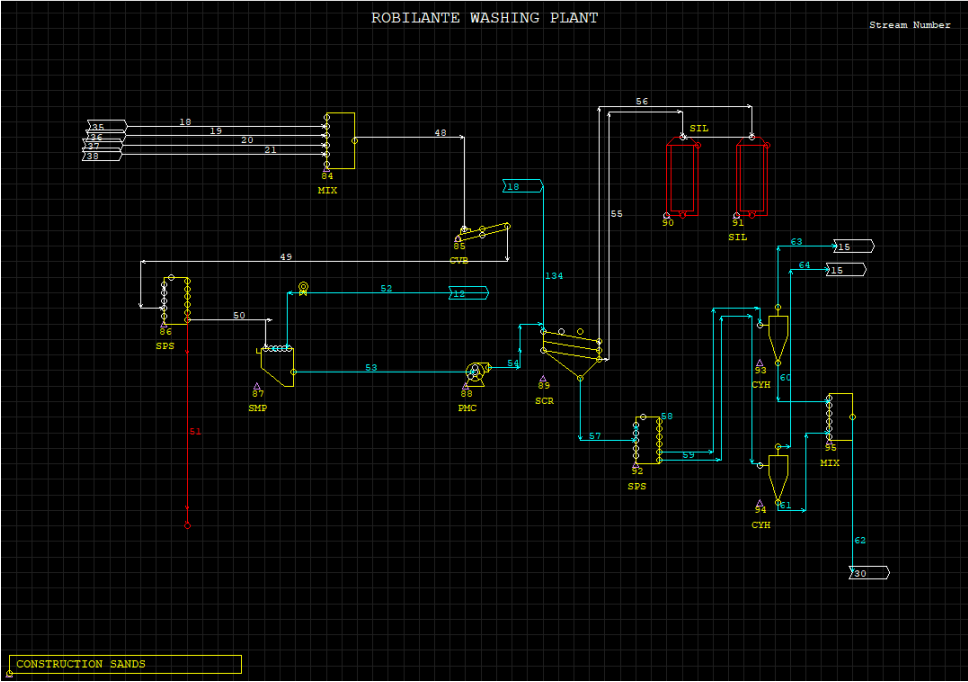 ROBILANTE WASHING PLANT
Stream Number
56
35
18
36
19
37
20
38
21
48
SIL
84
MIX
18
55
90
91
SIL
85
CVB
63
15
49
64
15
134
52
12
50
86
SPS
54
53
93
CYH
60
87
SMP
88
PMC
89
SCR
58
51
57
59
95
MIX
92
SPS
94
CYH
61
62
30
CONSTRUCTION SANDS